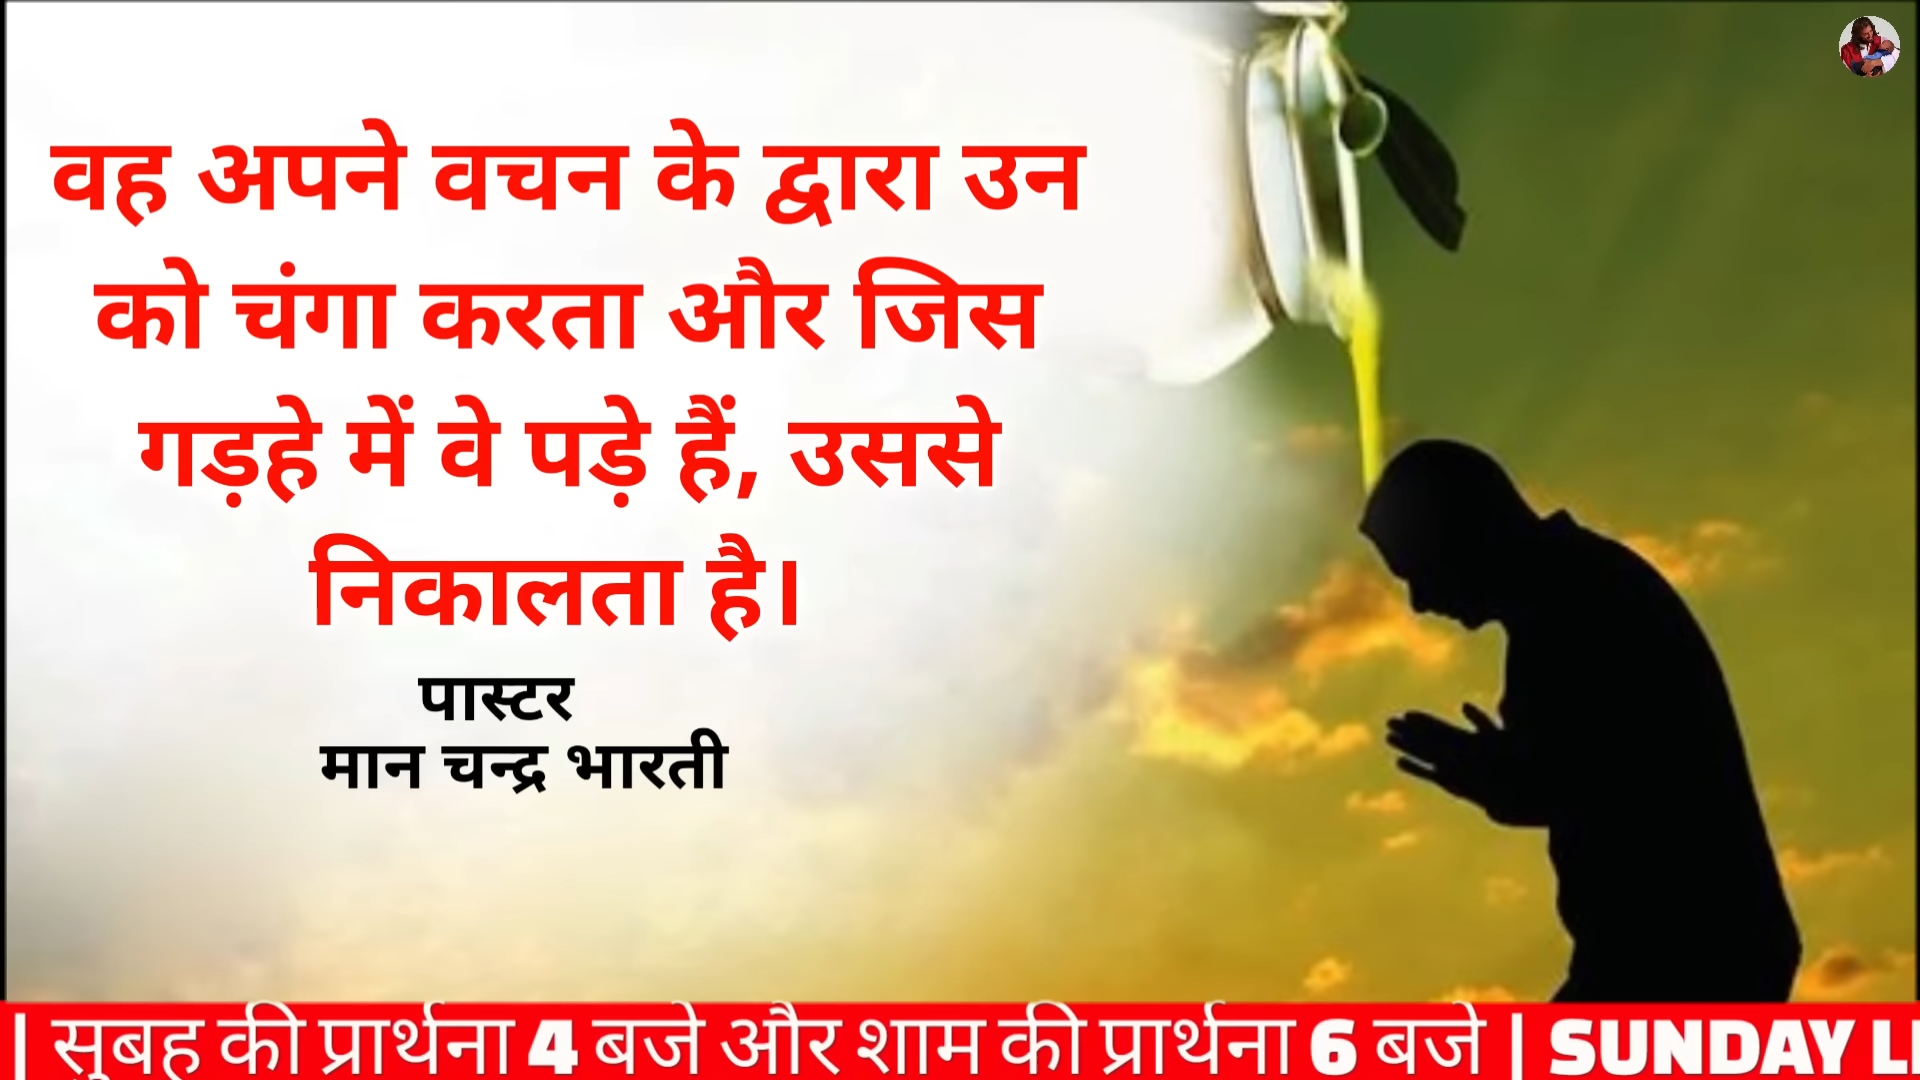 वह अपने वचन के द्वारा उन
को चंगा करता और जिस
गड़हे में वे पड़े हैं, उससे
निकालता है।
पास्टर
मान चन्द्र भारती
| सुबह की प्रार्थना 4 बजे और शाम की प्रार्थना 6 बजे | SUNDAY